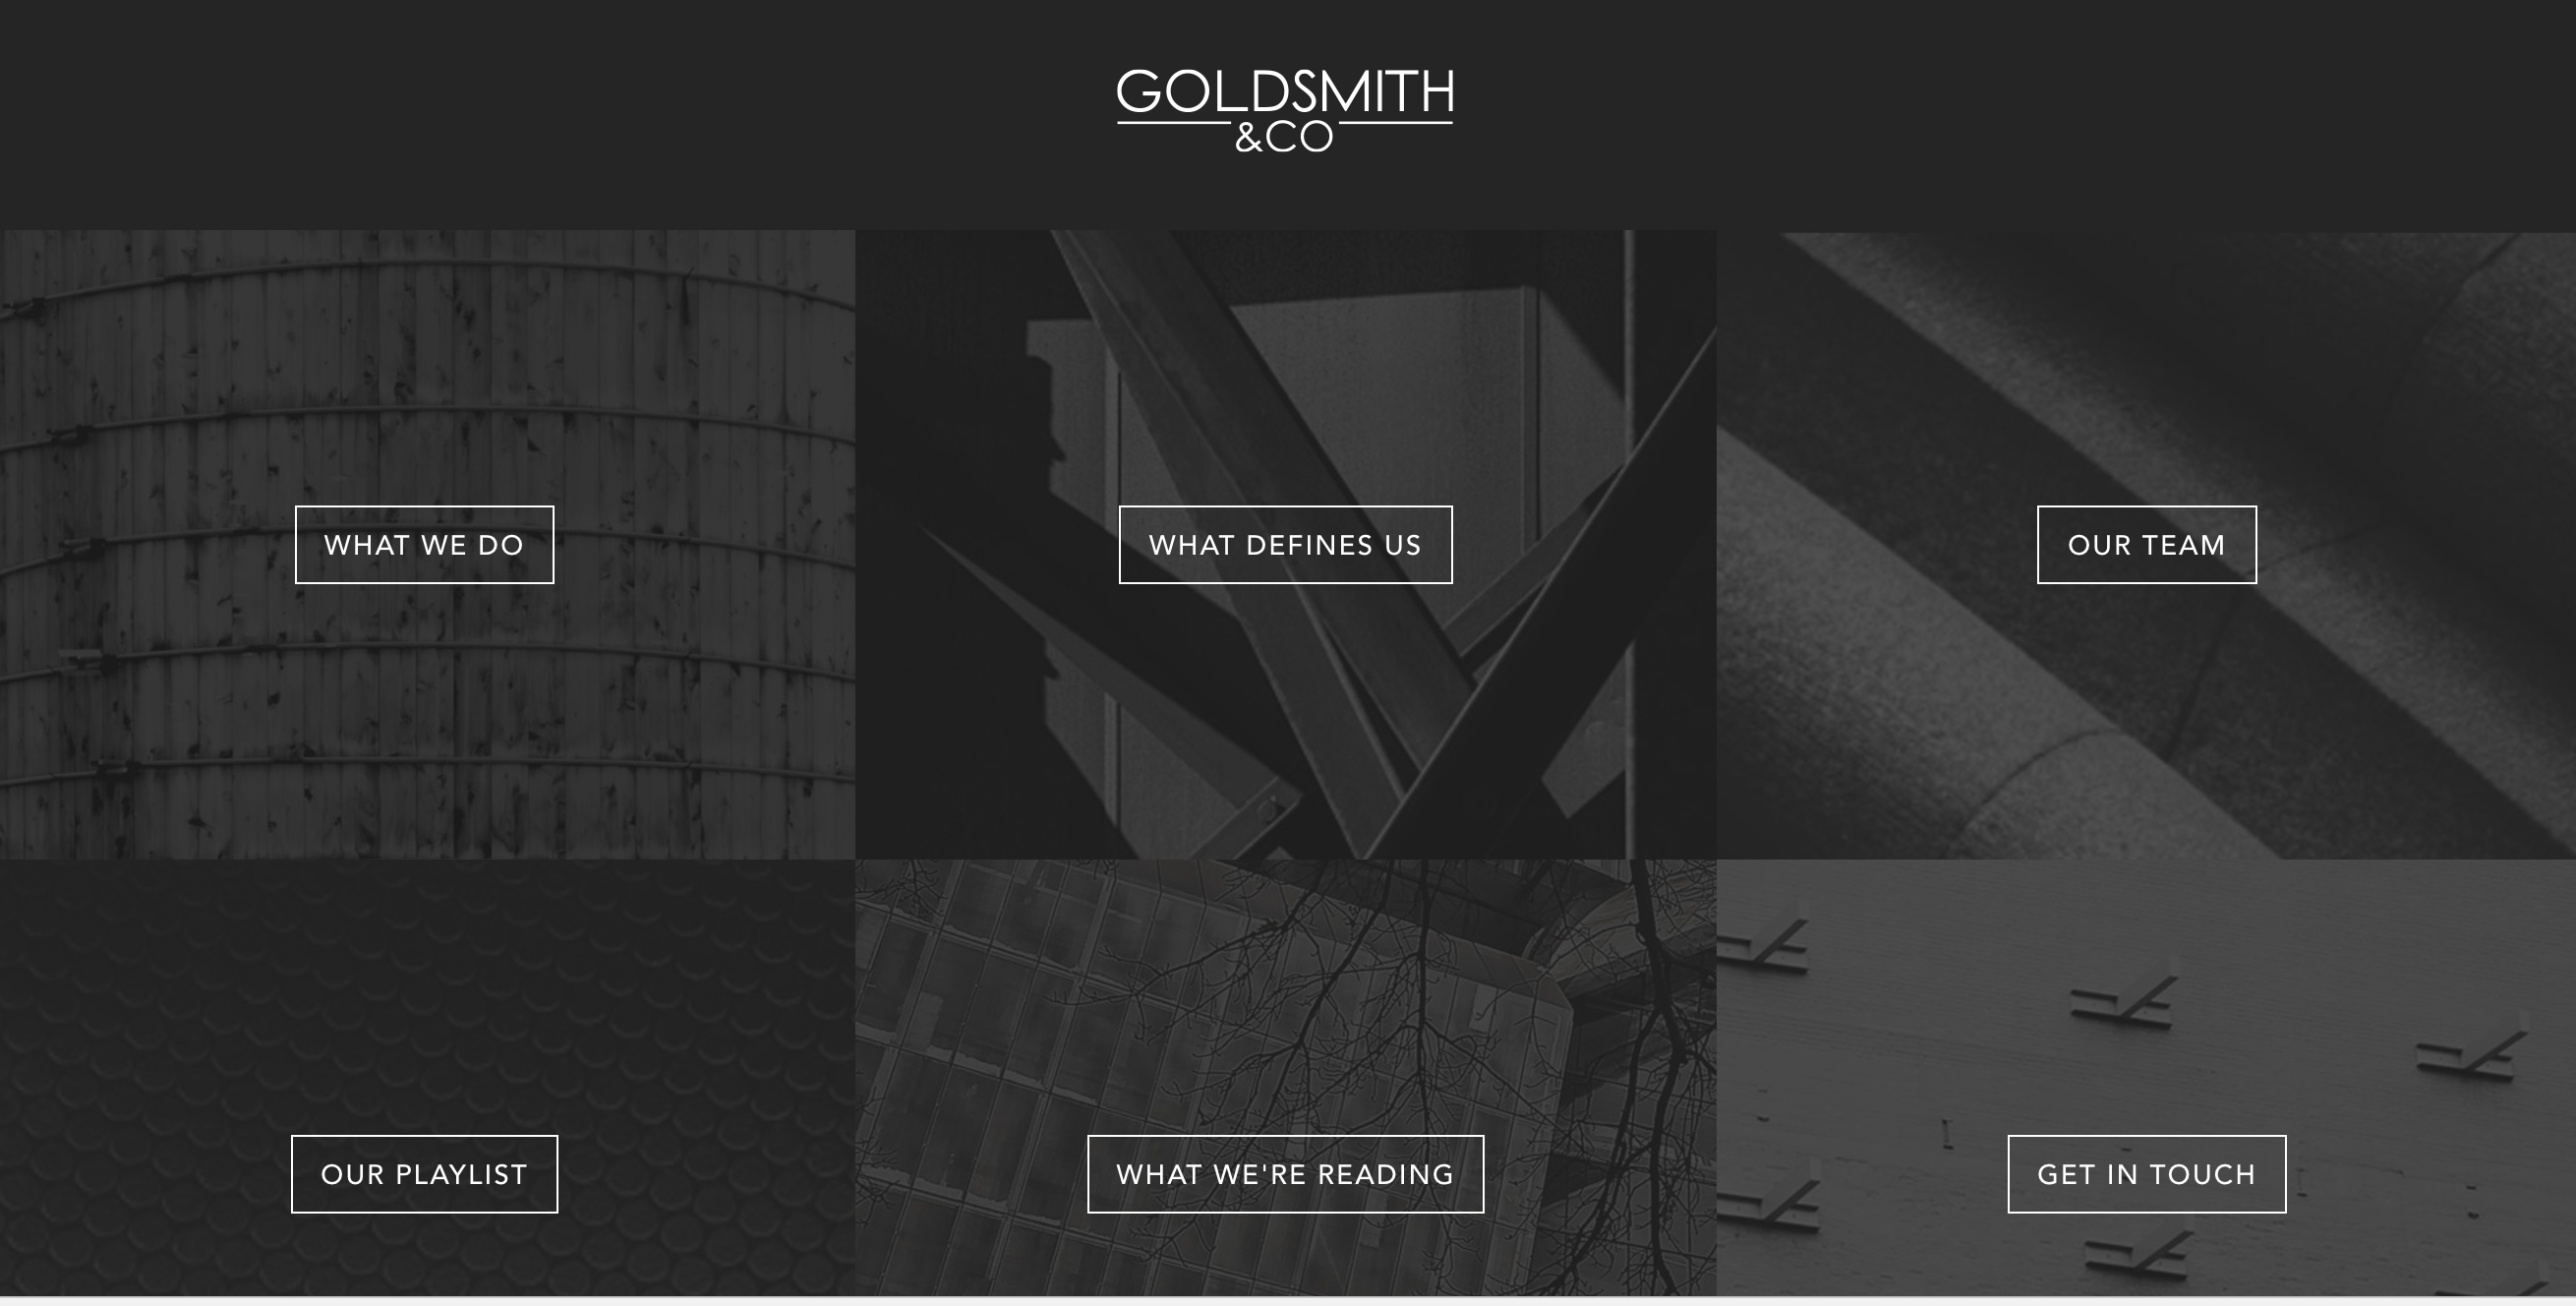 GOLDSMITH
&CO
WHAT WE DO
WHAT DEFINES US
OUR TEAM
OUR PLAYLIST
WHAT WE'RE READING
GET IN TOUCH